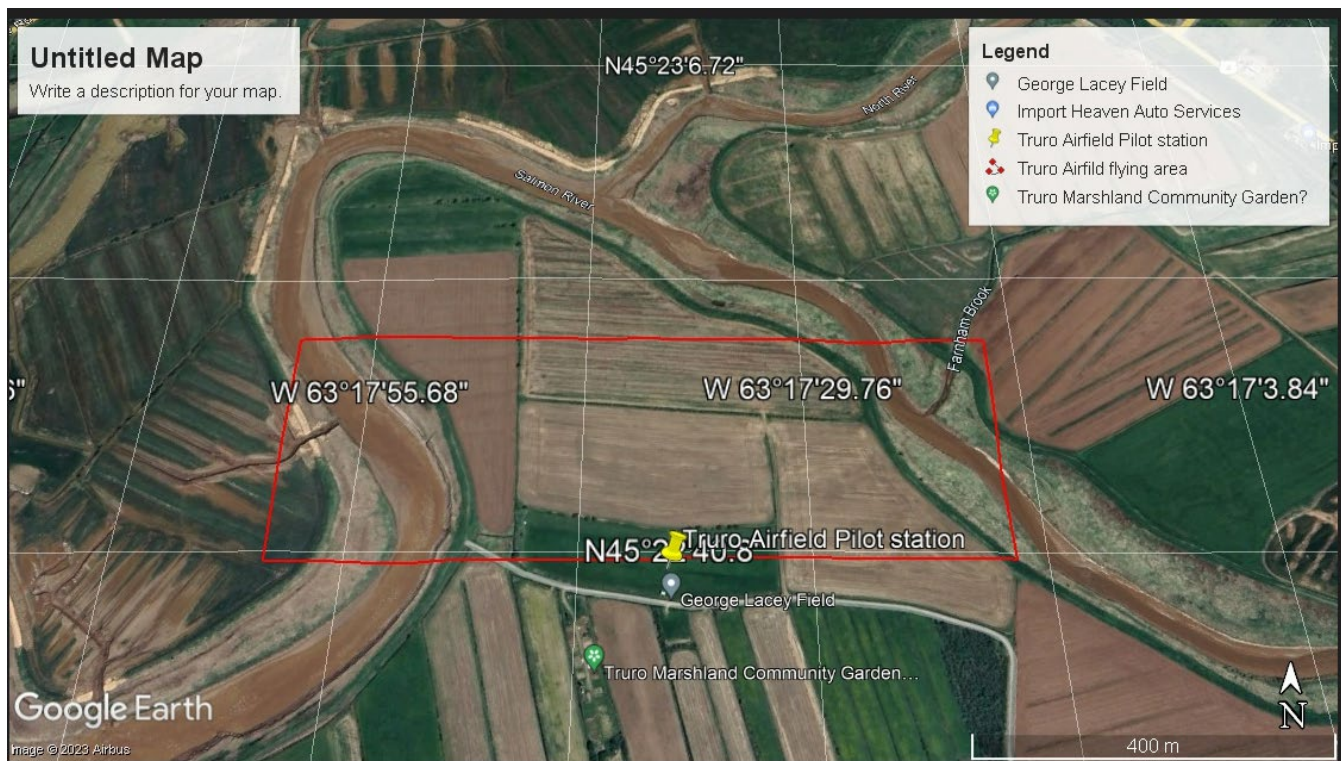 Untitled Map
Write a description for your map.
N45°23'6.72"
North River
Legend
George Lacey Field
Import Heaven Auto Services
Truro Airfield Pilot station
Truro Airfild flying area
Truro Marshland Community Garden?
Salmon River
Farnham Brook
W 63°17'55.68"
W 63°17'29.76"
W 63°17'3.84"
Truro Airfield Pilot station
George Lacey Field
Truro Marshland Community Garden...
Google Earth
Image © 2023 Airbus
N
400 m